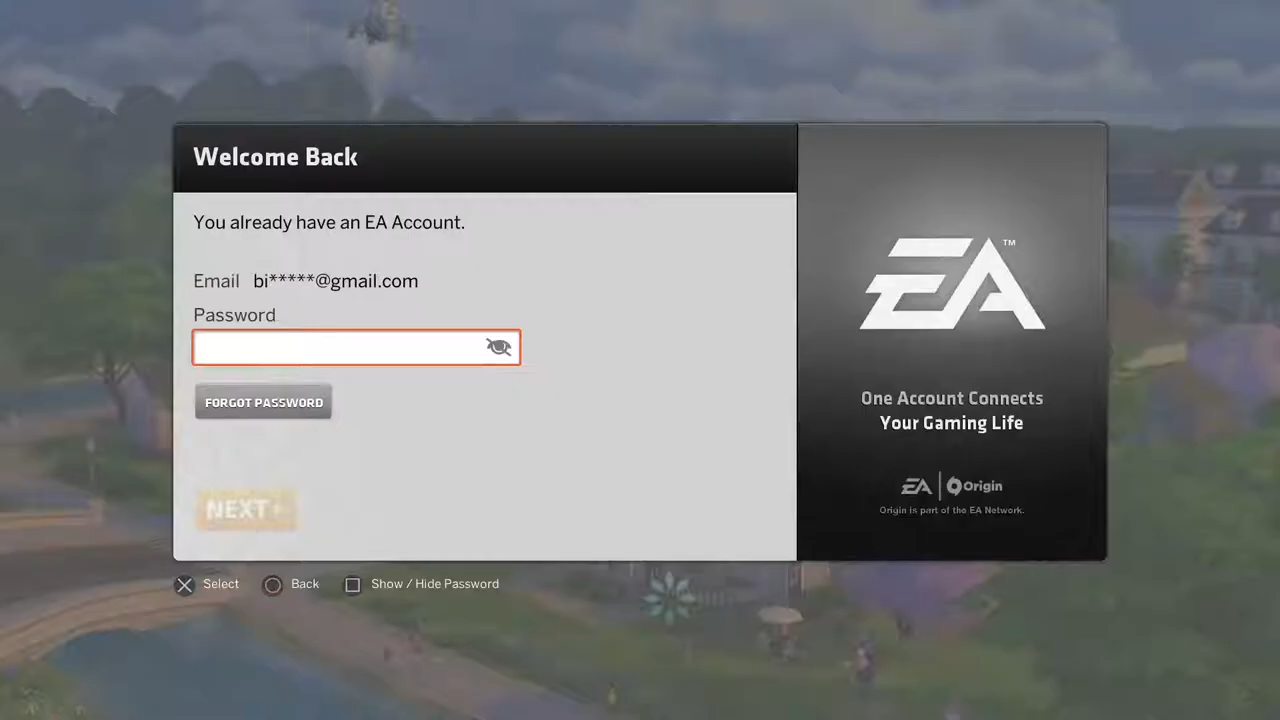 Welcome Back
You already have an EA Account.
Email bi*****@gmail.com
Password
FORGOT PASSWORD
NEXT
Select
Back
Show / Hide Password
EA™
One Account Connects
Your Gaming Life
EA | Origin
Origin is part of the EA Network.